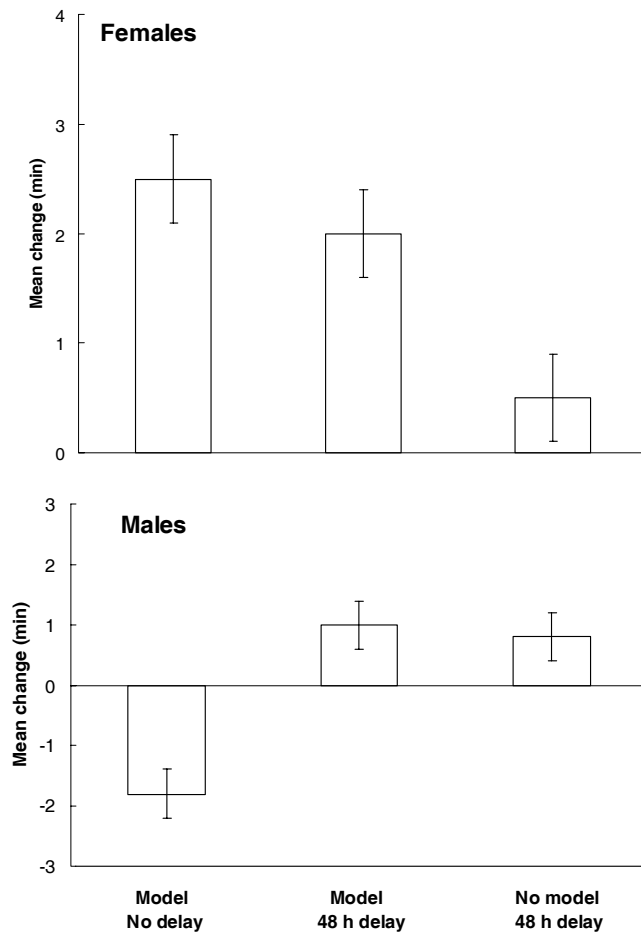 Females
Mean change (min)
4
3
2
1
0
Males
Mean change (min)
3
2
1
0
-1
-2
-3
Model
No delay
Model
48 h delay
No model
48 h delay